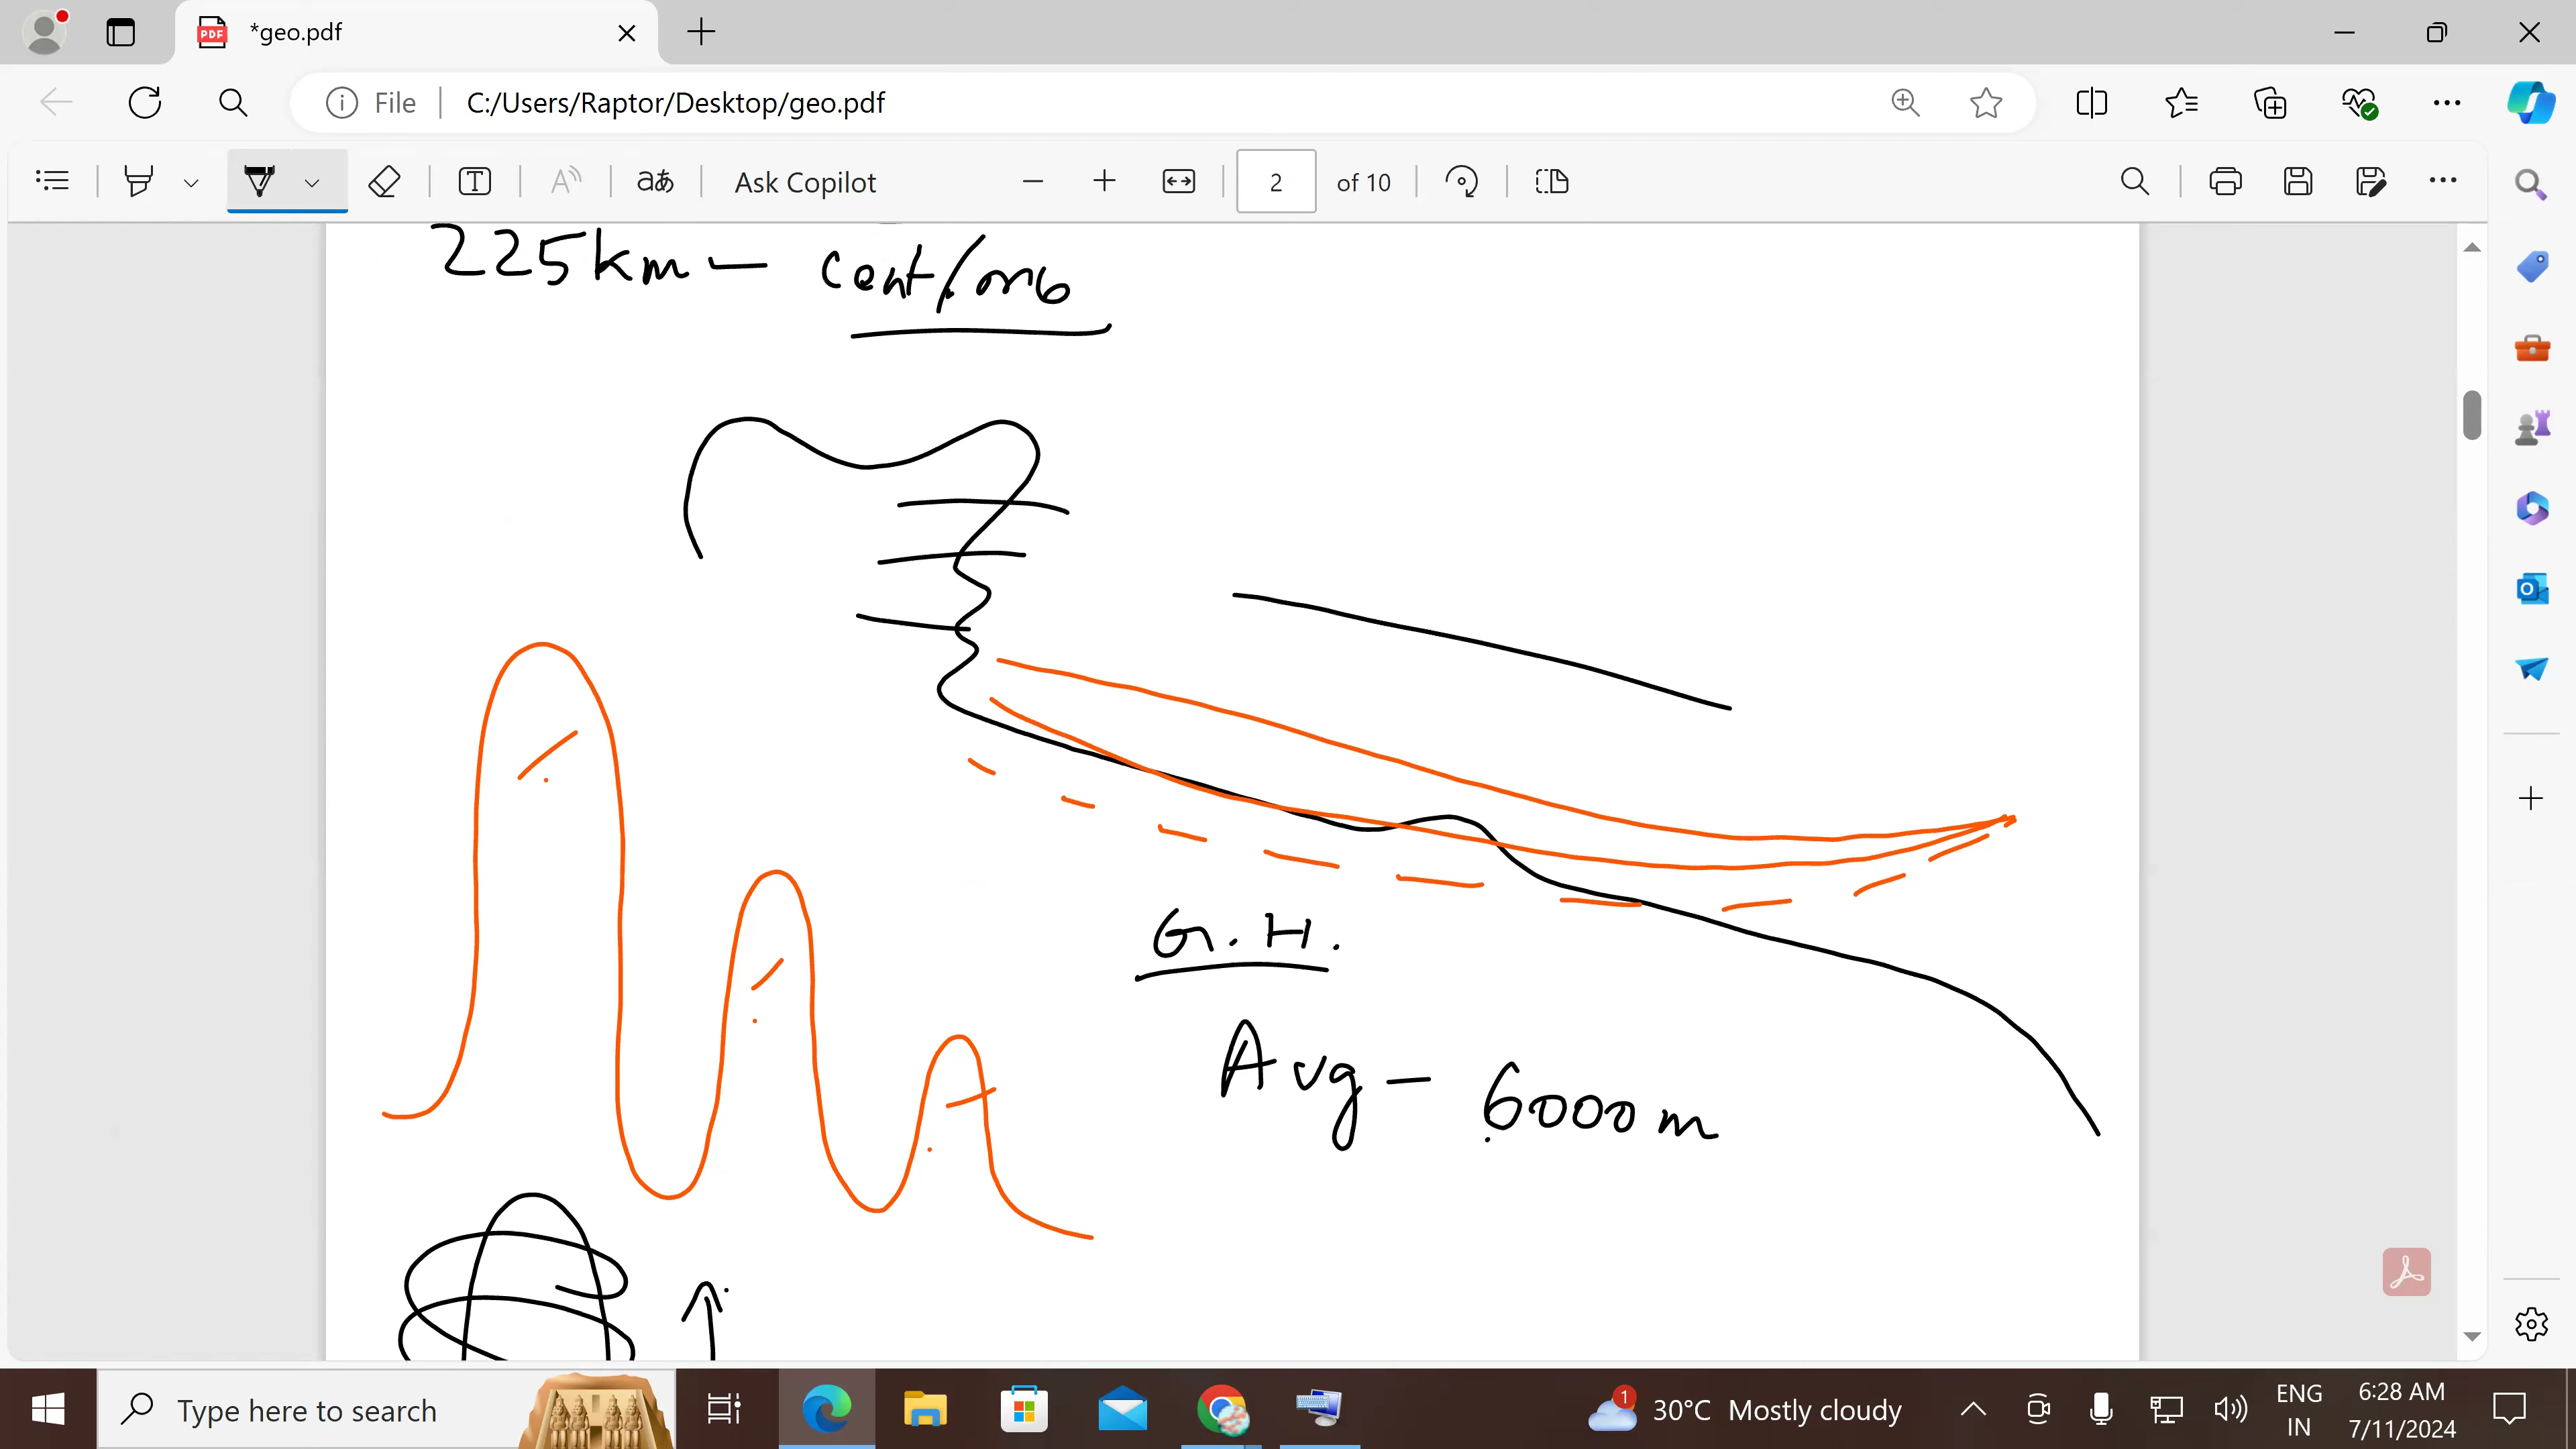 *geo.pdf
File
C:/Users/Raptor/Desktop/geo.pdf
Ask Copilot
2 of 10
225km —
G.H.
Avg — 6000 m
Type here to search
1
30°C Mostly cloudy
ENG
IN
6:28 AM
7/11/2024